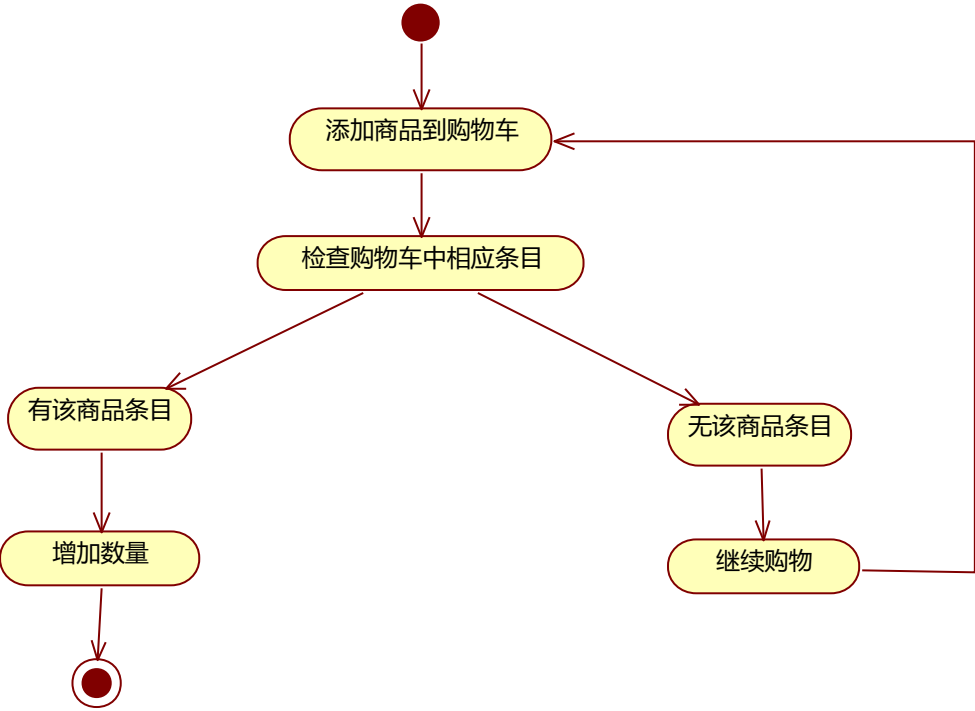 添加商品到购物车
检查购物车中相应条目
有该商品条目
无该商品条目
增加数量
继续购物